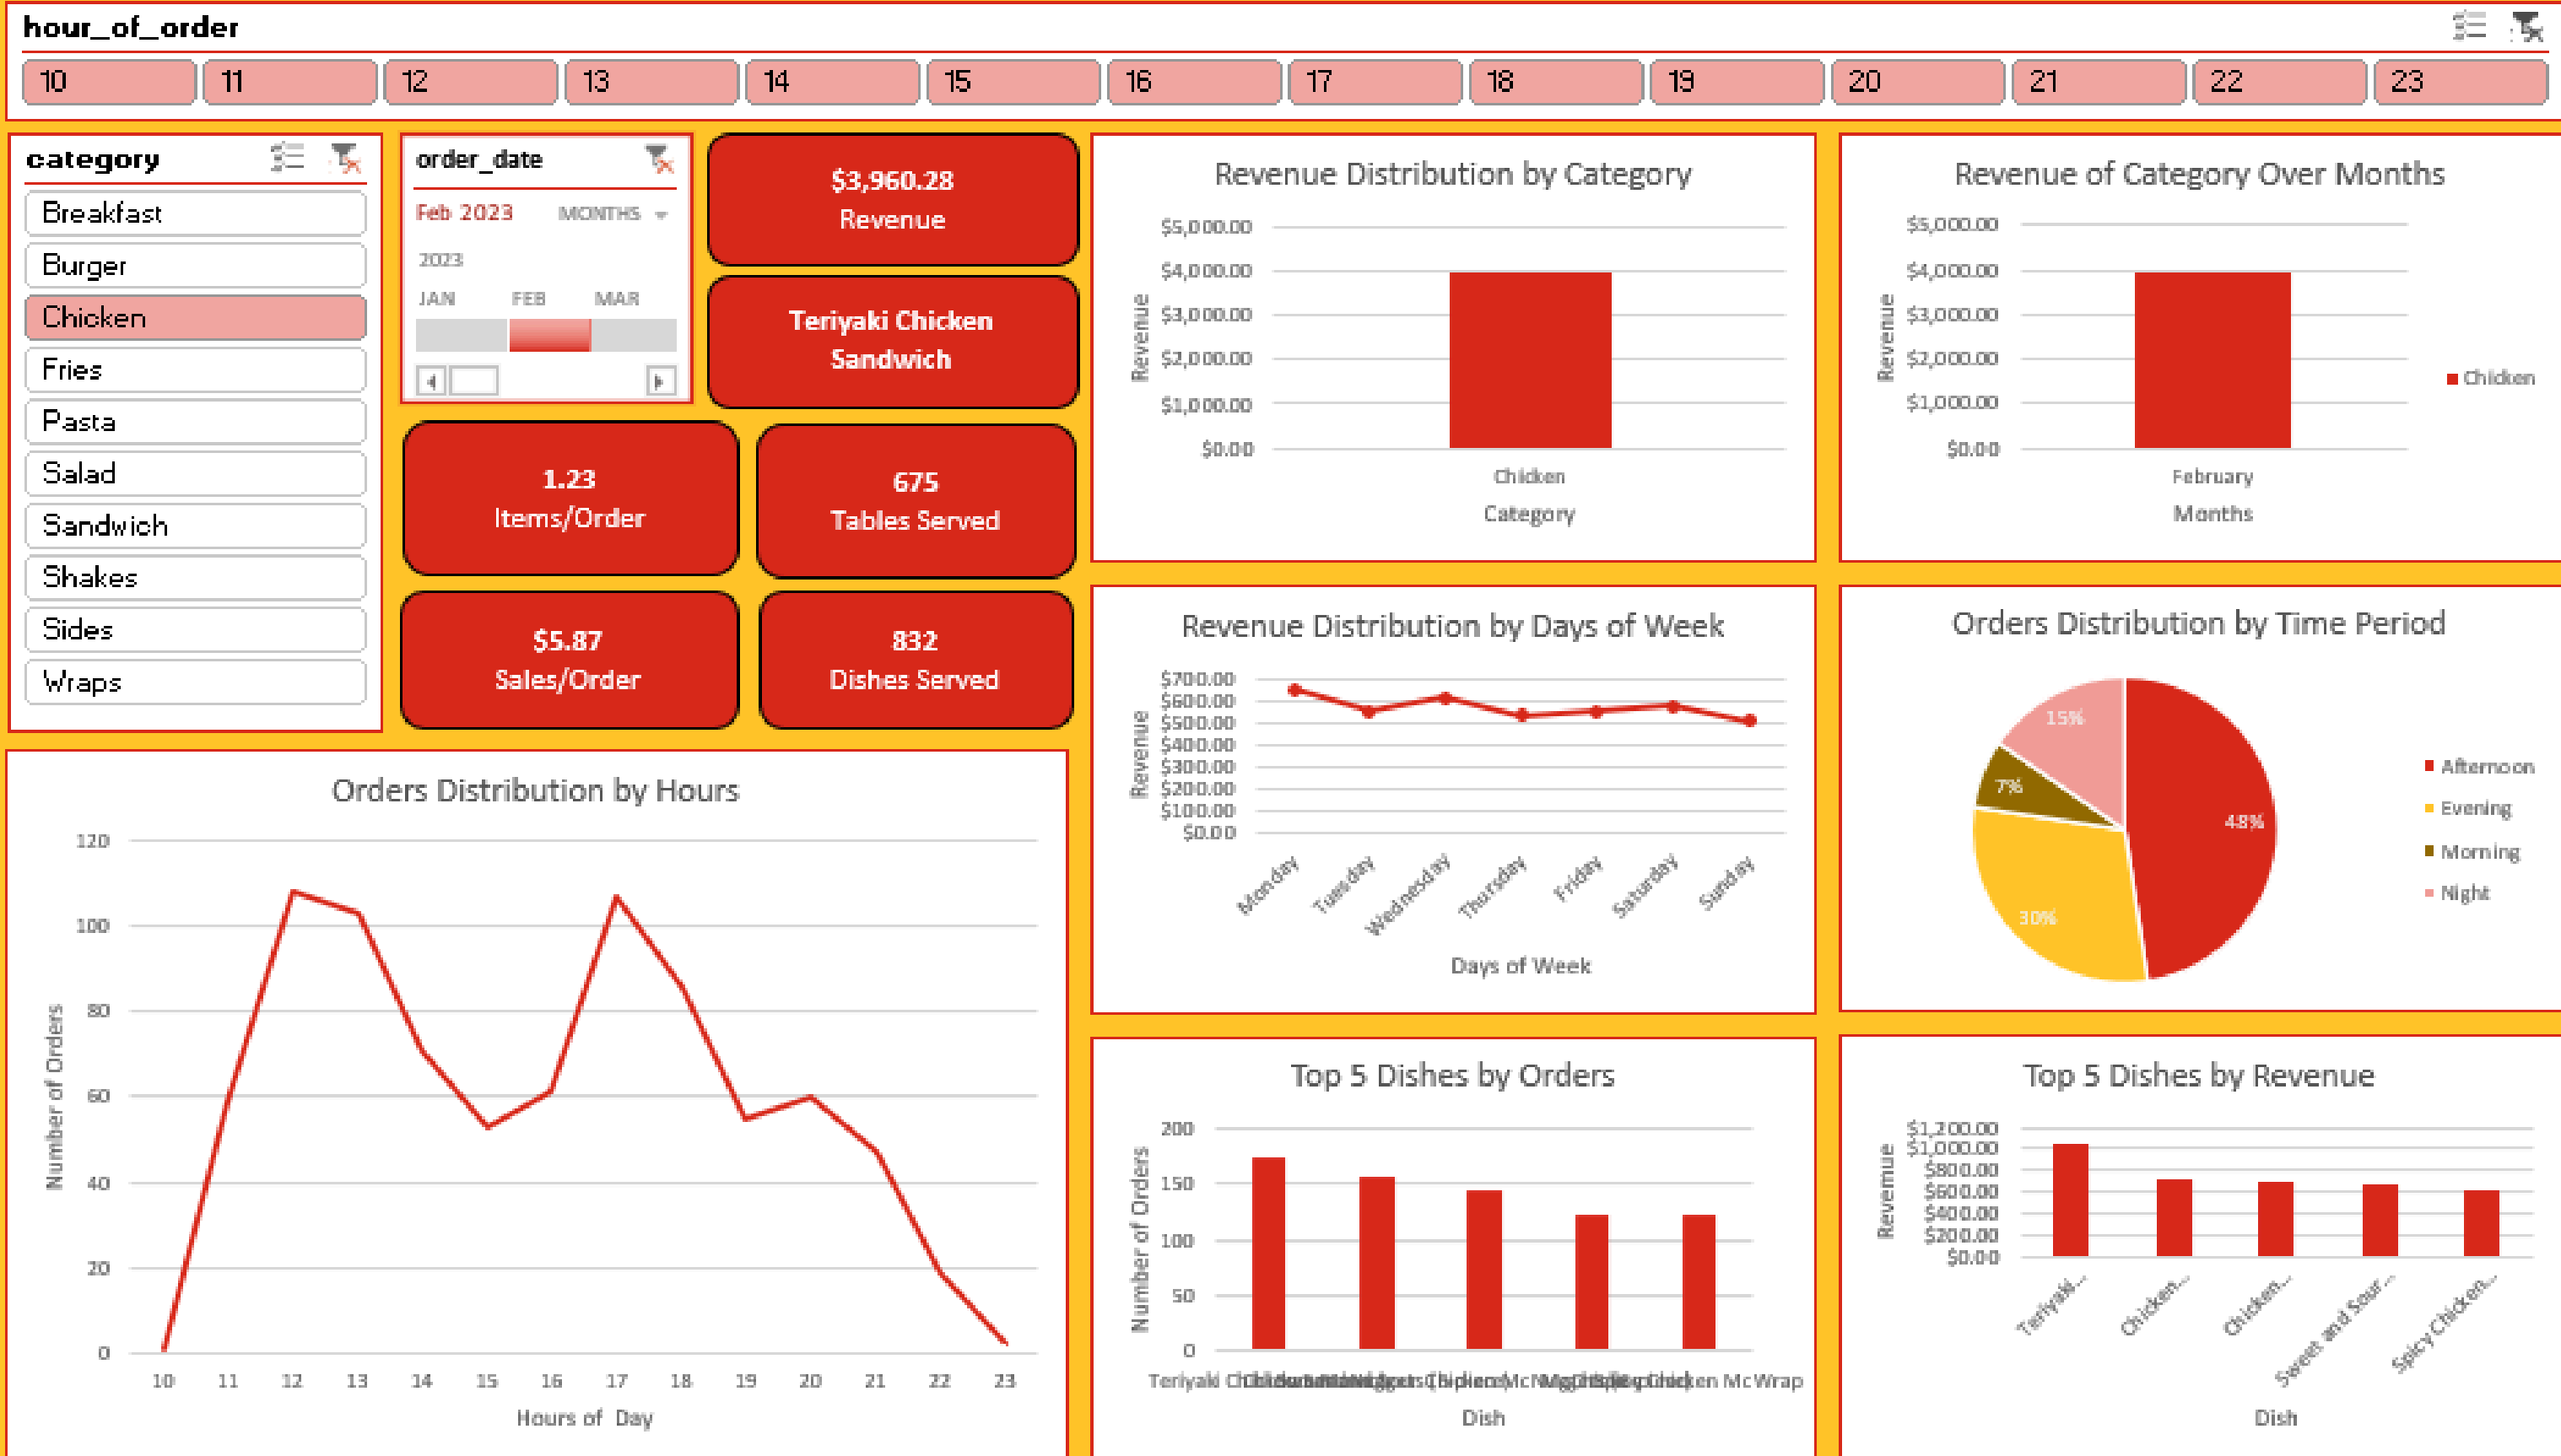 hour_of_order
10 11 12 13 14 15 16 17 18 19 20 21 22 23
category
Breakfast
Burger
Chicken
Fries
Pasta
Salad
Sandwich
Shakes
Sides
Wraps
order_date
Feb 2023 MONTHS
2023
JAN FEB MAR
$3,960.28
Revenue
Teriyaki Chicken
Sandwich
1.23
Items/Order
675
Tables Served
$5.87
Sales/Order
832
Dishes Served
Revenue Distribution by Category
Revenue
$5,000.00
$4,000.00
$3,000.00
$2,000.00
$1,000.00
$0.00
Chicken
Category
Revenue of Category Over Months
Revenue
$5,000.00
$4,000.00
$3,000.00
$2,000.00
$1,000.00
$0.00
February
Months
Chicken
Revenue Distribution by Days of Week
Revenue
$700.00
$600.00
$500.00
$400.00
$300.00
$200.00
$100.00
$0.00
Monday
Tuesday
Wednesday
Thursday
Friday
Saturday
Sunday
Days of Week
Orders Distribution by Time Period
15%
7%
48%
30%
Afternoon
Evening
Morning
Night
Orders Distribution by Hours
Number of Orders
120
100
80
60
40
20
0
10 11 12 13 14 15 16 17 18 19 20 21 22 23
Hours of Day
Top 5 Dishes by Orders
Number of Orders
200
150
100
50
0
Teriyaki
McWrap
Dish
Top 5 Dishes by Revenue
Revenue
$1,200.00
$1,000.00
$800.00
$600.00
$400.00
$200.00
$0.00
Teriyaki...
Chicken...
Chicken...
Sweet and Sour...
Spicy Chicken...
Dish